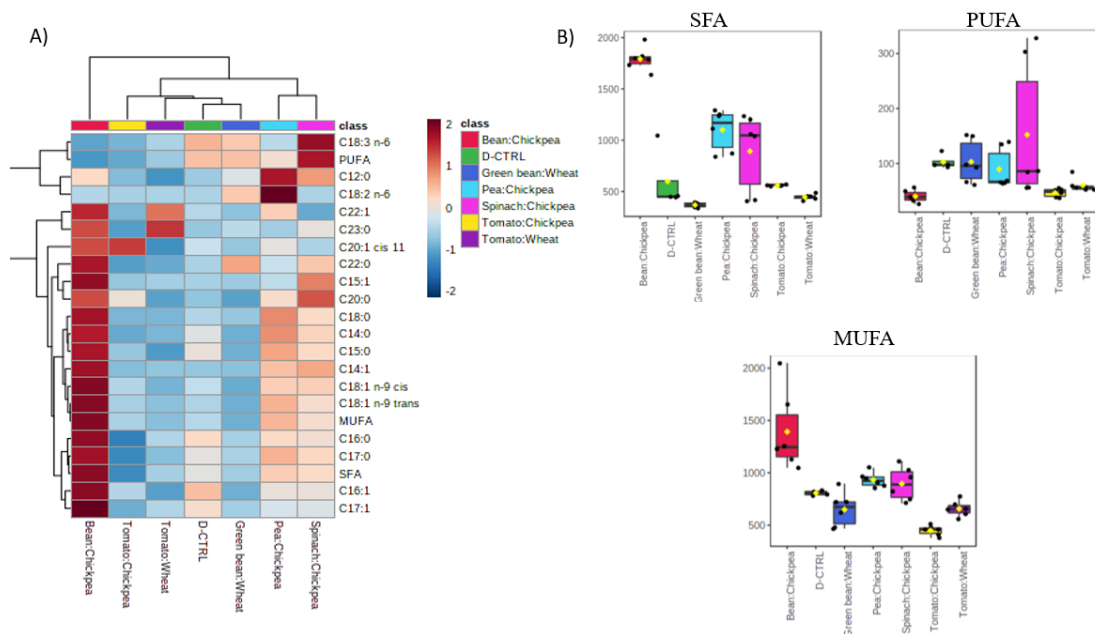 A)
class
C18:3 n-6
PUFA
C12:0
C18:2 n-6
C22:1
C23:0
C20:1 cis 11
C22:0
C15:1
C20:0
C18:0
C14:0
C15:0
C14:1
C18:1 n-9 cis
C18:1 n-9 trans
MUFA
C16:0
C17:0
SFA
C16:1
C17:1
Bean:Chickpea
Tomato:Chickpea
Tomato:Wheat
D-CTRL
Green bean:Wheat
Pea:Chickpea
Spinach:Chickpea
2
1
0
-1
-2
class
Bean:Chickpea
D-CTRL
Green bean:Wheat
Pea:Chickpea
Spinach:Chickpea
Tomato:Chickpea
Tomato:Wheat
B)
SFA
2000
1500
1000
500
Bean:Chickpea
D-CTRL
Green bean:Wheat
Pea:Chickpea
Spinach:Chickpea
Tomato:Chickpea
Tomato:Wheat
PUFA
300
200
100
Bean:Chickpea
D-CTRL
Green bean:Wheat
Pea:Chickpea
Spinach:Chickpea
Tomato:Chickpea
Tomato:Wheat
MUFA
2000
1500
1000
500
Bean:Chickpea
D-CTRL
Green bean:Wheat
Pea:Chickpea
Spinach:Chickpea
Tomato:Chickpea
Tomato:Wheat